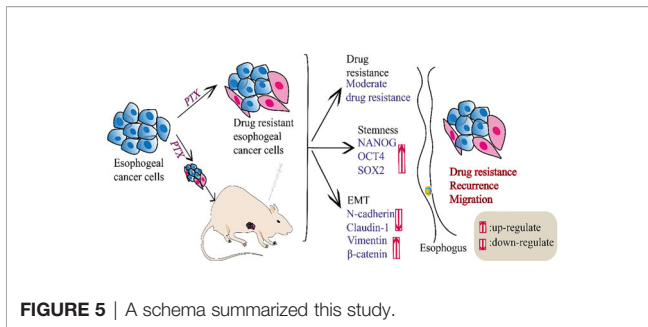 PTX
Drug resistant
esophogeal
cancer cells
Esophogeal
cancer cells
PTX
Drug
resistance
Moderate
drug resistance
Stemness
NANOG
OCT4
SOX2
EMT
N-cadherin
Claudin-1
Vimentin
β-catenin
Esophogus
Drug resistance
Recurrence
Migration
:up-regulate
:down-regulate
FIGURE 5 | A schema summarized this study.